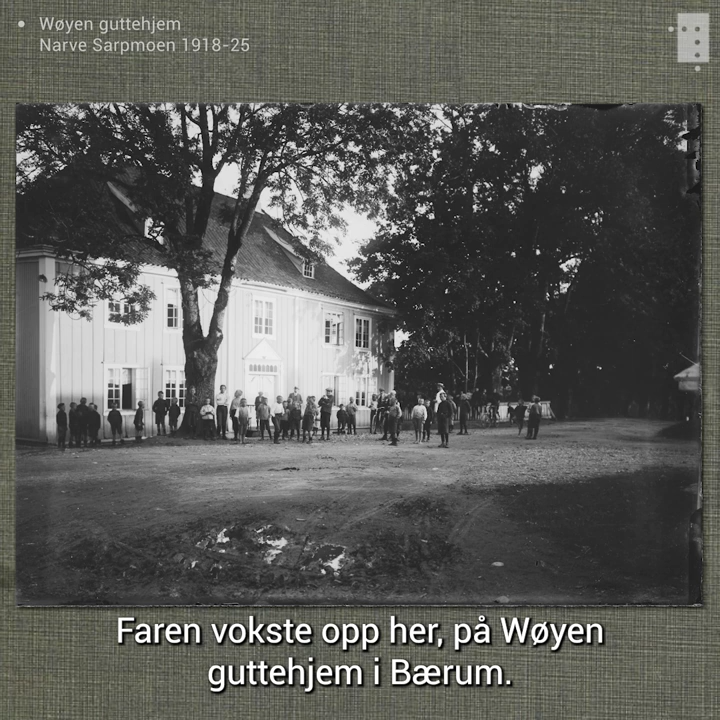 Wøyen guttehjem
Narve Sarpmoen 1918-25
Faren vokste opp her, på Wøyen
guttehjem i Bærum.